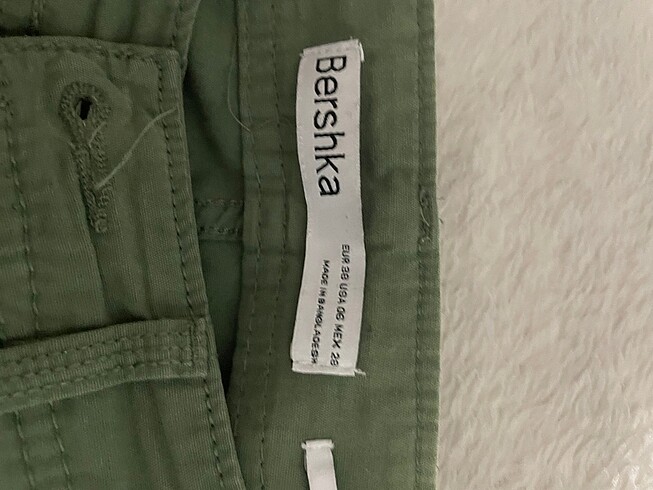 Bershka
EUR 38 USA 06 MEX 28
MADE IN BANGLADESH